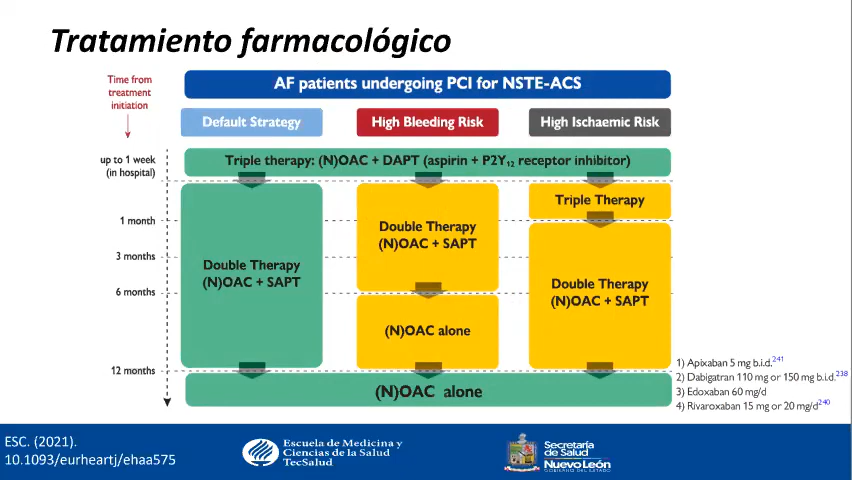 Tratamiento farmacológico
Time from
treatment
initiation
AF patients undergoing PCI for NSTE-ACS
Default Strategy
High Bleeding Risk
High Ischaemic Risk
up to 1 week
(in hospital)
Triple therapy: (N)OAC + DAPT (aspirin + P2Y₁₂ receptor inhibitor)
1 month
3 months
6 months
12 months
Double Therapy
(N)OAC + SAPT
Double Therapy
(N)OAC + SAPT
(N)OAC alone
Triple Therapy
Double Therapy
(N)OAC + SAPT
(N)OAC alone
1) Apixaban 5 mg b.i.d.²⁴¹
2) Dabigatran 110 mg or 150 mg b.i.d.²³⁸
3) Edoxaban 60 mg/d
4) Rivaroxaban 15 mg or 20 mg/d²⁴⁰
ESC. (2021).
10.1093/eurheartj/ehaa575
Escuela de Medicina y
Ciencias de la Salud
TecSalud
Secretaría
de Salud
Nuevo León
GOBIERNO DEL ESTADO